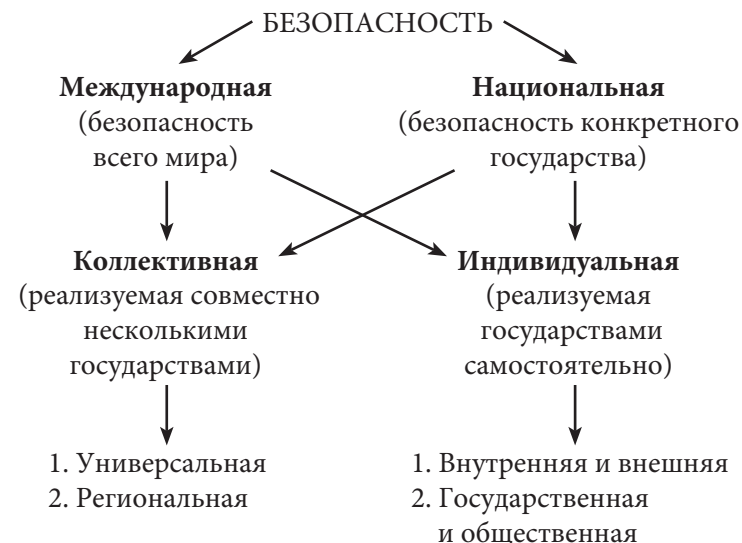 БЕЗОПАСНОСТЬ
Международная
(безопасность
всего мира)
Национальная
(безопасность конкретного
государства)
Коллективная
(реализуемая совместно
несколькими
государствами)
Индивидуальная
(реализуемая
государствами
самостоятельно)
1. Универсальная
2. Региональная
1. Внутренняя и внешняя
2. Государственная
и общественная